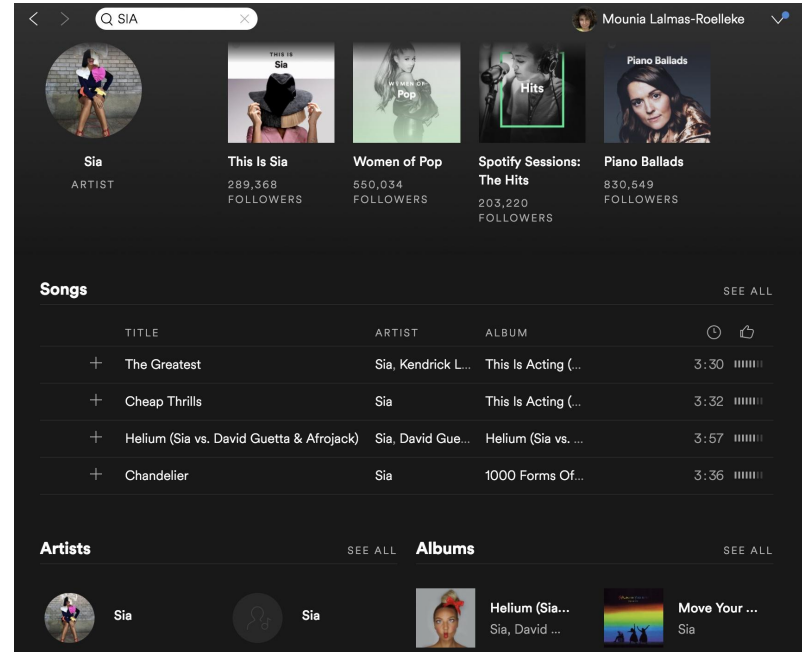 SIA
Mounia Lalmas-Roelleke
THIS IS
Sia
WOMEN OF
Pop
Hits
Piano Ballads
Sia
ARTIST
This Is Sia
289,368
FOLLOWERS
Women of Pop
550,034
FOLLOWERS
Spotify Sessions:
The Hits
203,220
FOLLOWERS
Piano Ballads
830,549
FOLLOWERS
Songs
SEE ALL
TITLE ARTIST ALBUM
The Greatest Sia, Kendrick L... This Is Acting (... 3:30
Cheap Thrills Sia This Is Acting (... 3:32
Helium (Sia vs. David Guetta & Afrojack) Sia, David Gue... Helium (Sia vs. ... 3:57
Chandelier Sia 1000 Forms Of... 3:36
Artists
SEE ALL
Sia
Sia
Albums
SEE ALL
Helium (Sia...
Sia, David ...
Move Your ...
Sia